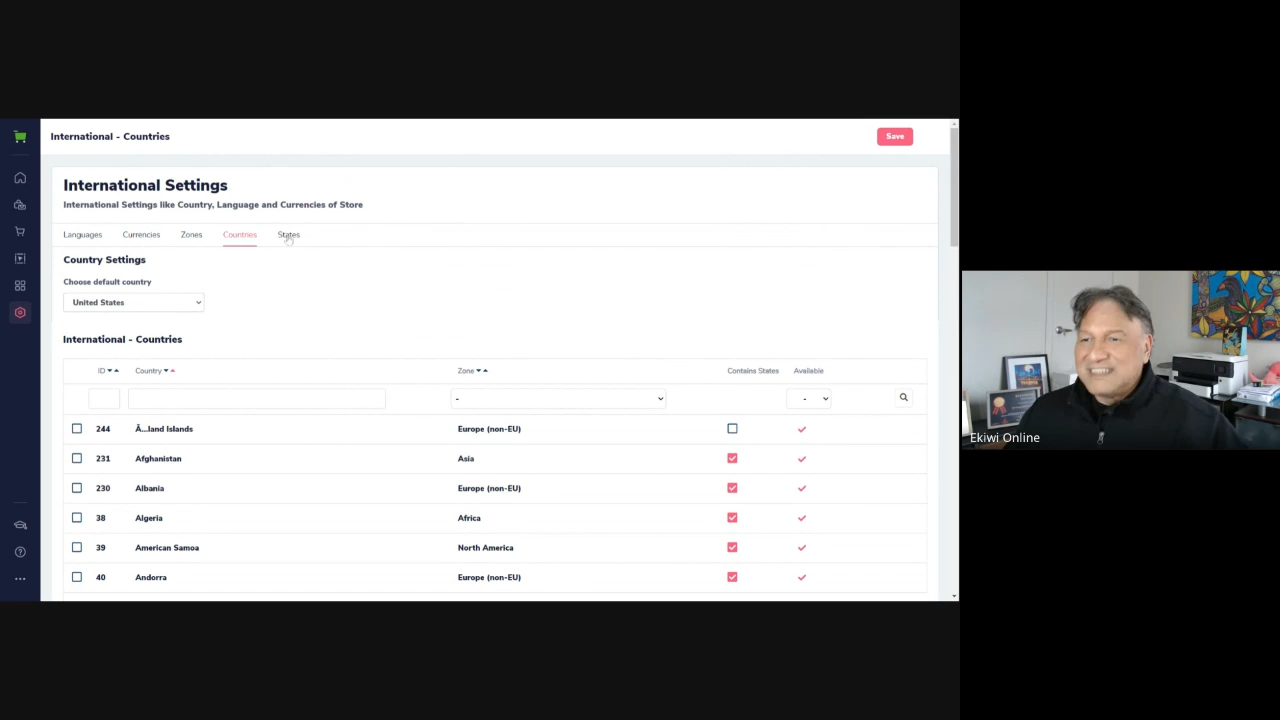 International - Countries
Save
International Settings
International Settings like Country, Language and Currencies of Store
Languages Currencies Zones Countries States
Country Settings
Choose default country
United States
International - Countries
ID Country Zone Contains States Available
- -
244 Å...land Islands Europe (non-EU)
231 Afghanistan Asia
230 Albania Europe (non-EU)
38 Algeria Africa
39 American Samoa North America
40 Andorra Europe (non-EU)
Ekiwi Online